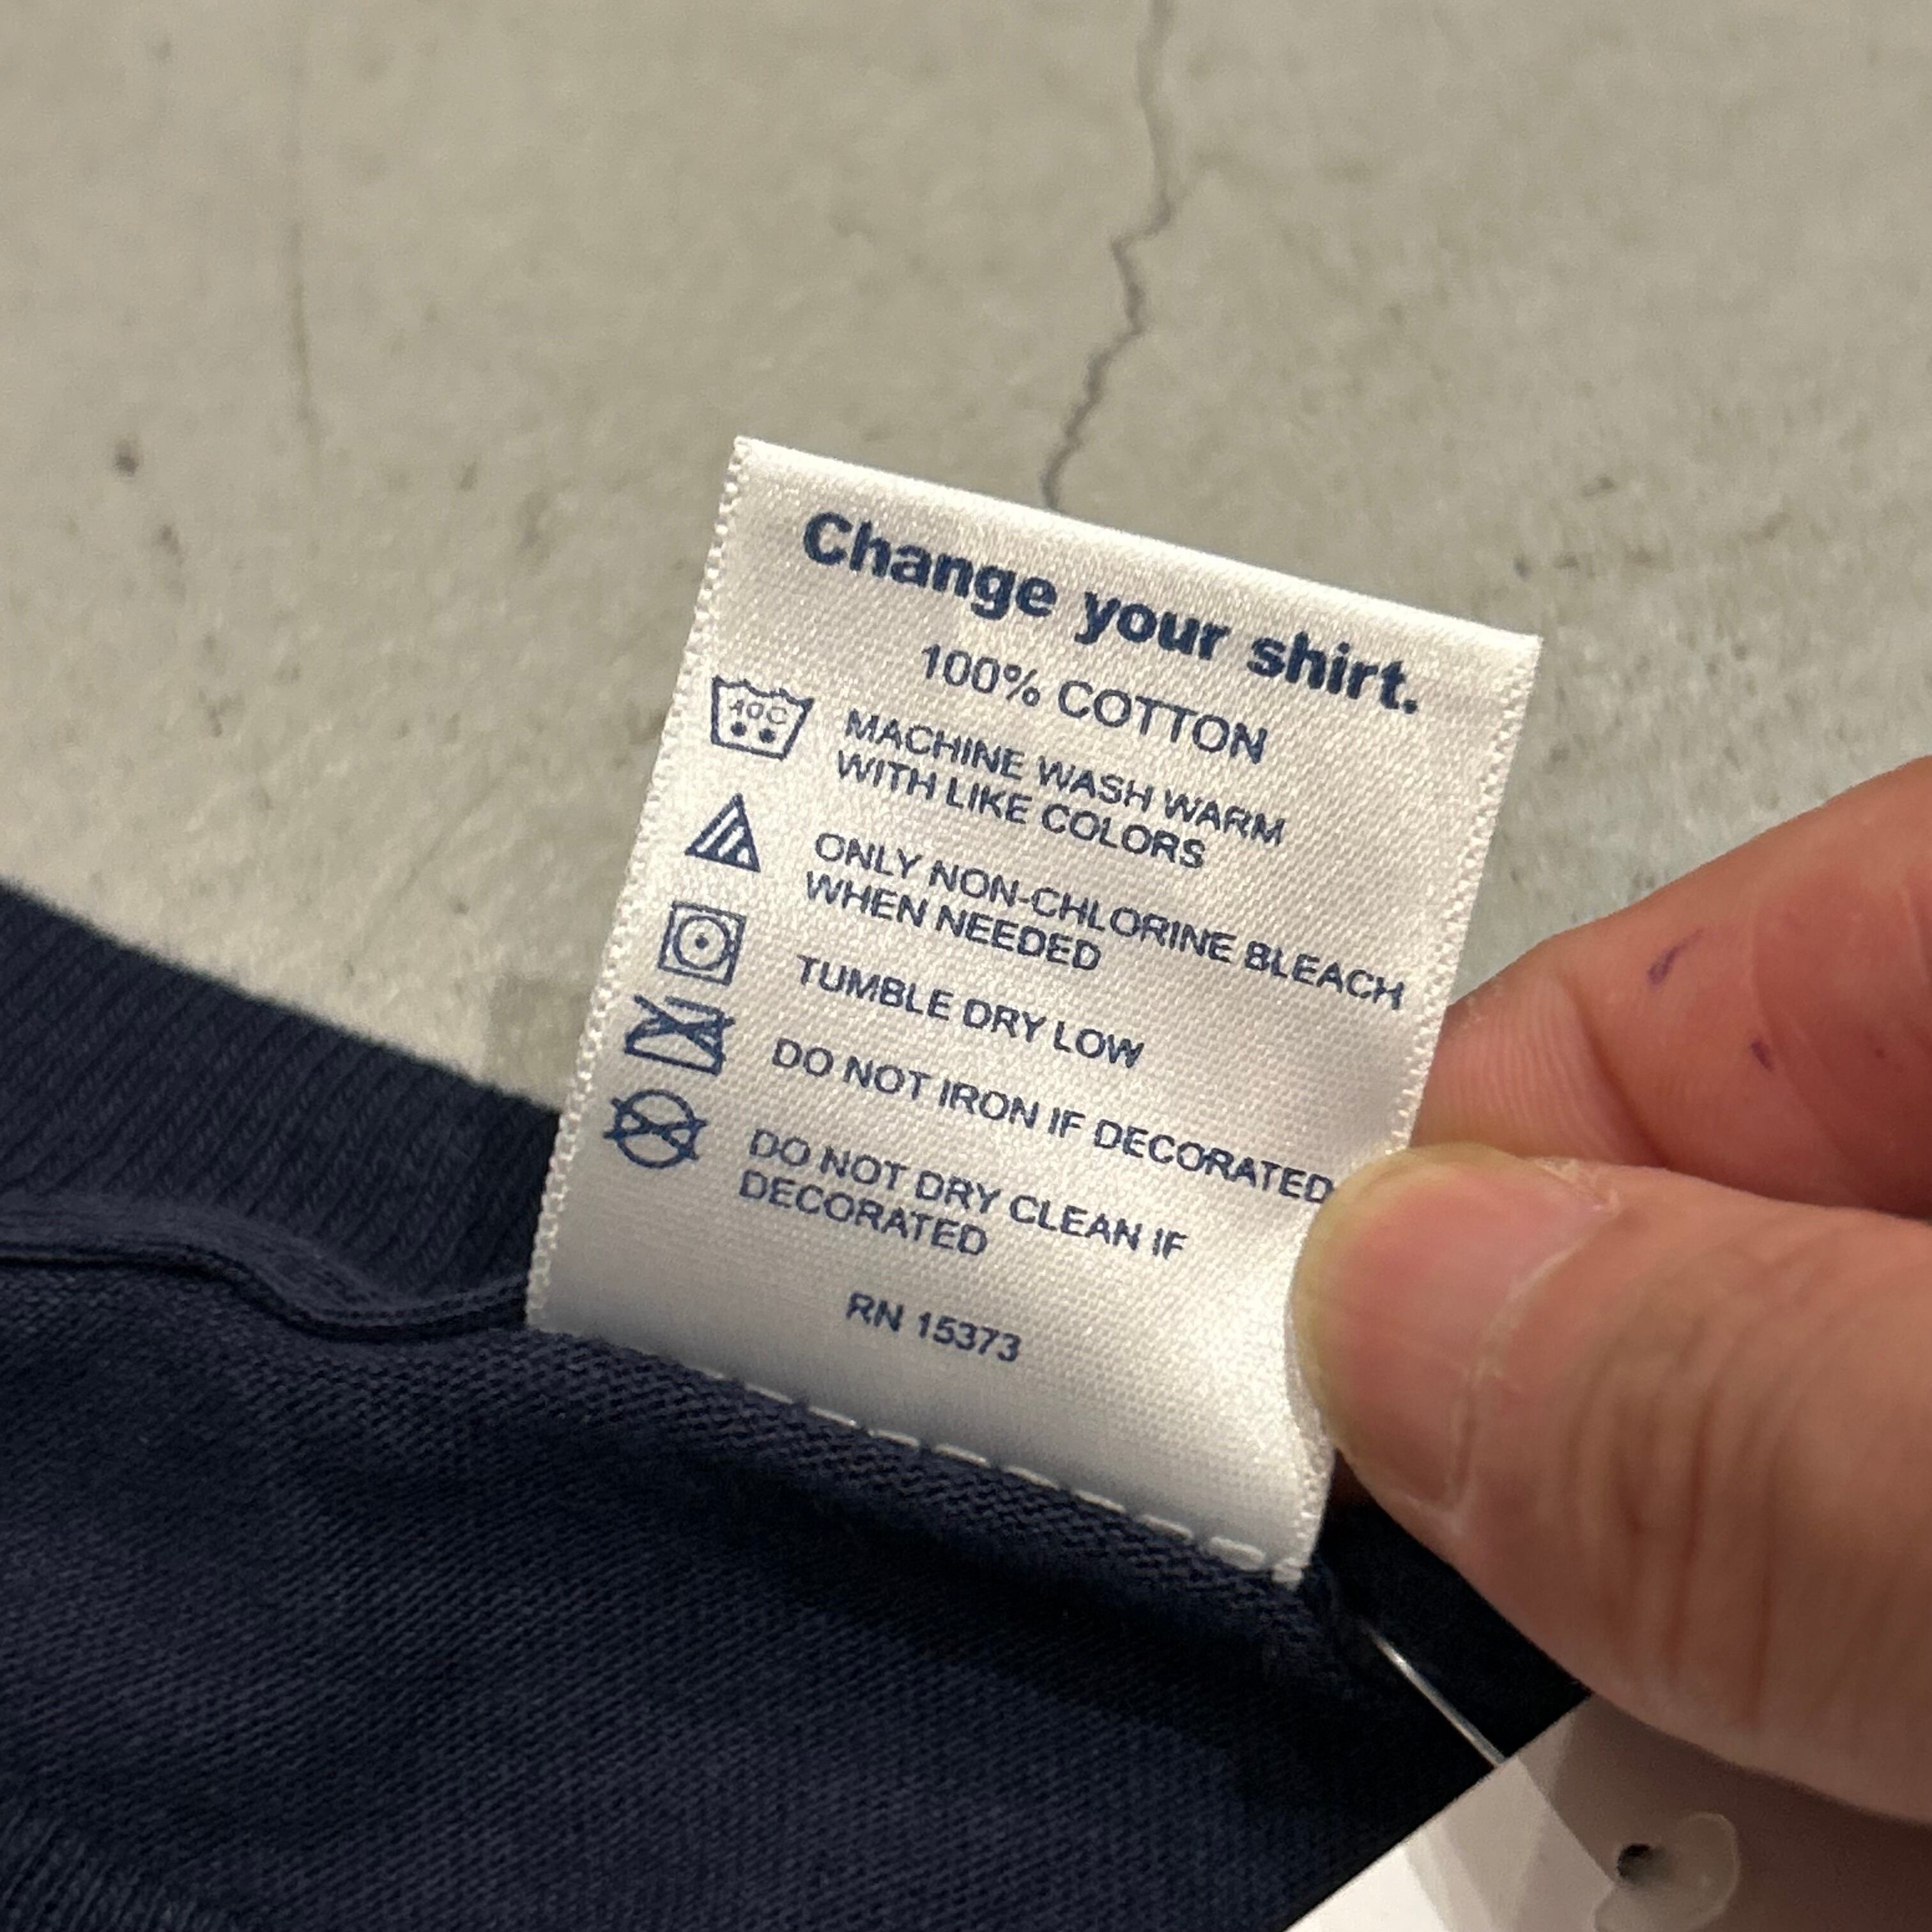 Change your shirt.
100% COTTON
40C
MACHINE WASH WARM
WITH LIKE COLORS
ONLY NON-CHLORINE BLEACH
WHEN NEEDED
TUMBLE DRY LOW
DO NOT IRON IF DECORATED
DO NOT DRY CLEAN IF
DECORATED
RN 15373